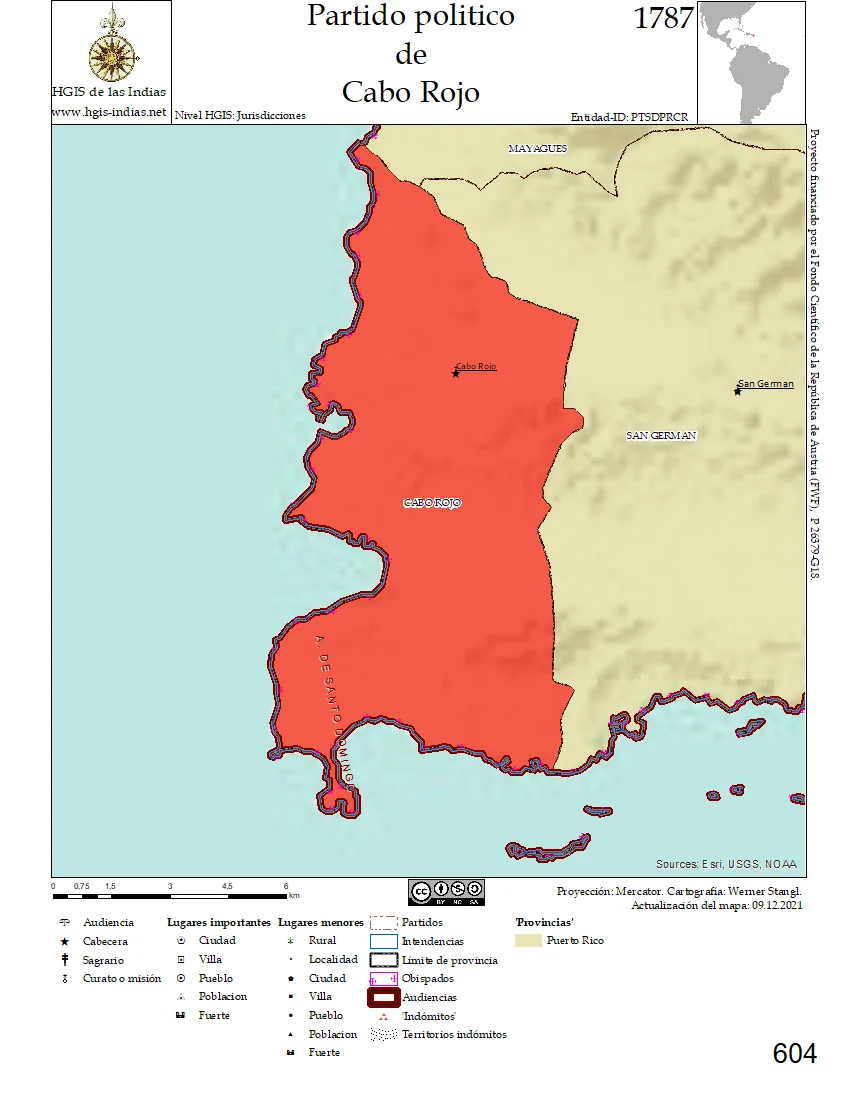 Partido politico
de
Cabo Rojo
1787
HGIS de las Indias
www.hgis-indias.net
Nivel HGIS: Jurisdicciones
Entidad-ID: PTSDPRCR
MAYAGUES
Cabo Rojo
San German
SAN GERMAN
CABO ROJO
A. DE SANTO DOMINGO
Sources: Esri, USGS, NOAA
Proyecto financiado por el Fondo Científico de la República de Austria (FWF), P 26379-G18.
0 0,75 1,5 3 4,5 6
km
CC BY NC SA
Proyección: Mercator. Cartografía: Werner Stangl.
Actualización del mapa: 09.12.2021
Audiencia
Cabecera
Sagrario
Curato o misión
Lugares importantes
Ciudad
Villa
Pueblo
Poblacion
Fuerte
Lugares menores
Rural
Localidad
Ciudad
Villa
Pueblo
Poblacion
Fuerte
Partidos
Intendencias
Límite de provincia
Obispados
Audiencias
'Indómitos'
Territorios indómitos
'Provincias'
Puerto Rico
604